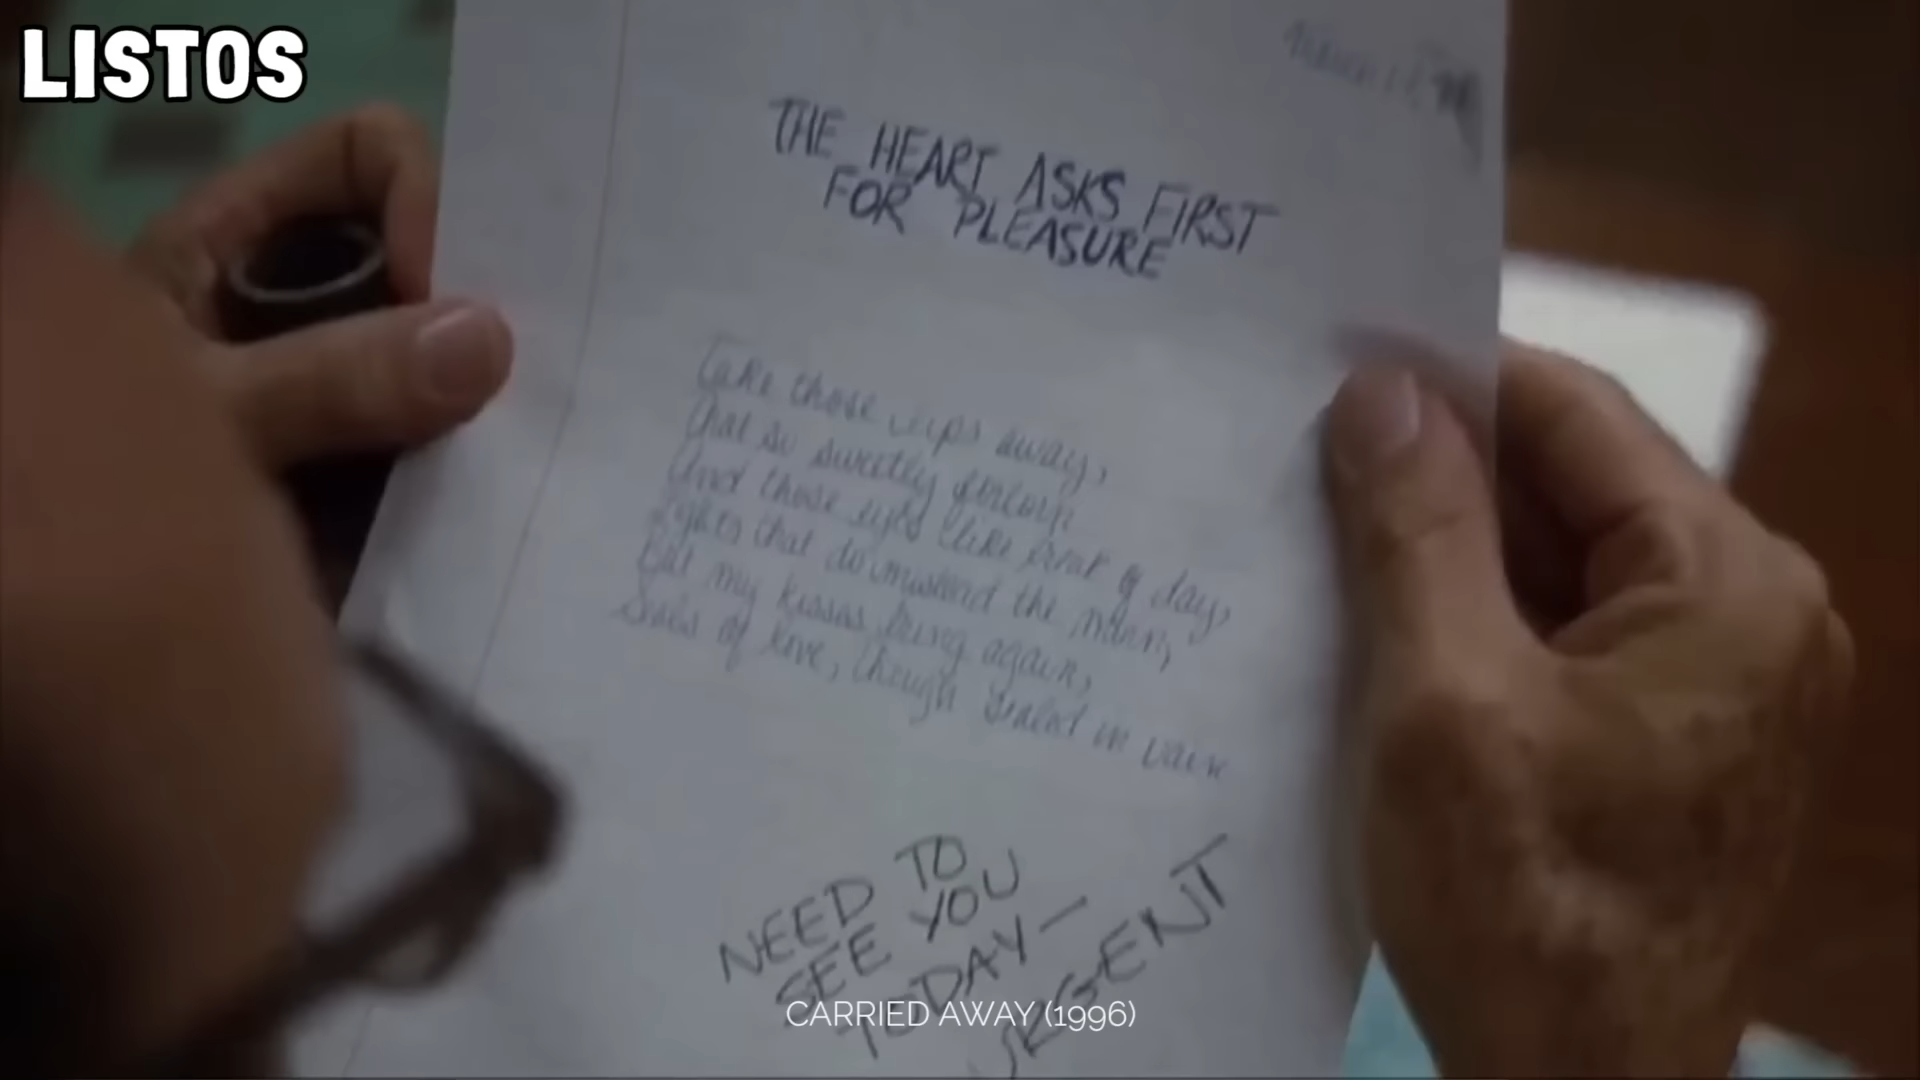 LISTOS
THE HEART ASKS FIRST
FOR PLEASURE
Take those lips away,
that so sweetly forsworn
And those eyes like break of day,
Lights that do mislead the morn;
But my kisses bring again,
Seals of love, though sealed in vain
NEED TO
SEE YOU
TODAY—
URGENT
CARRIED AWAY (1996)